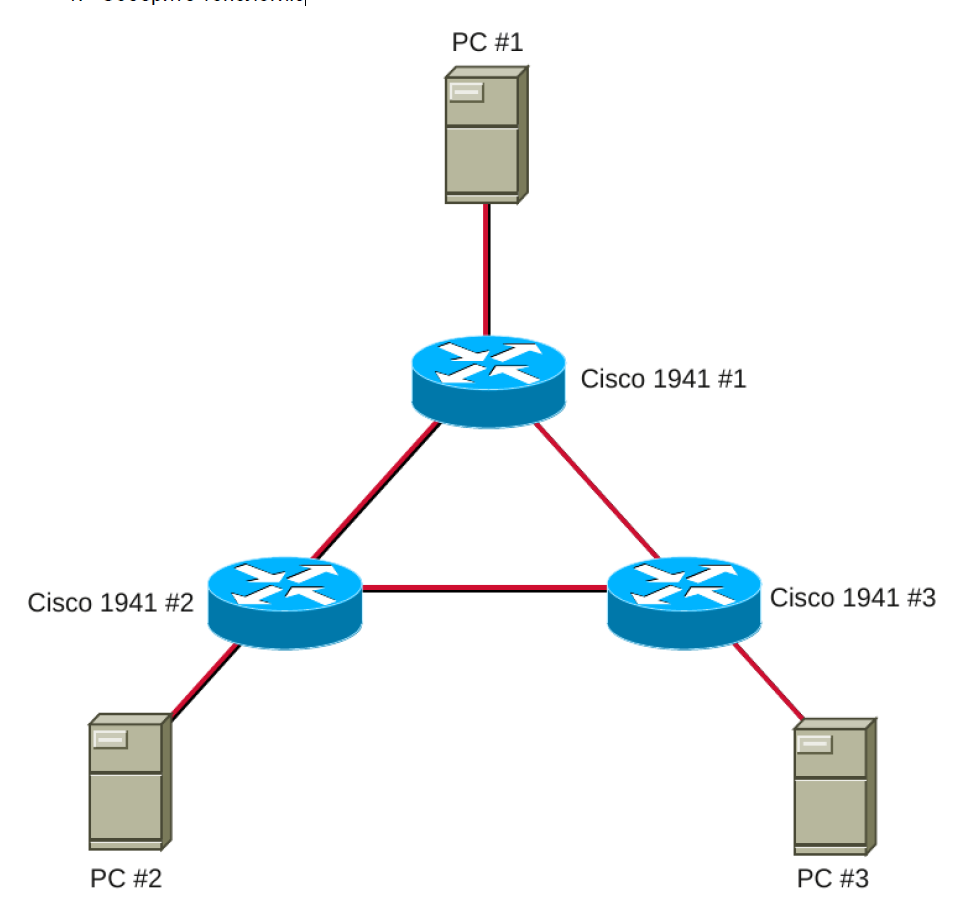 PC #1
Cisco 1941 #1
Cisco 1941 #2
Cisco 1941 #3
PC #2
PC #3